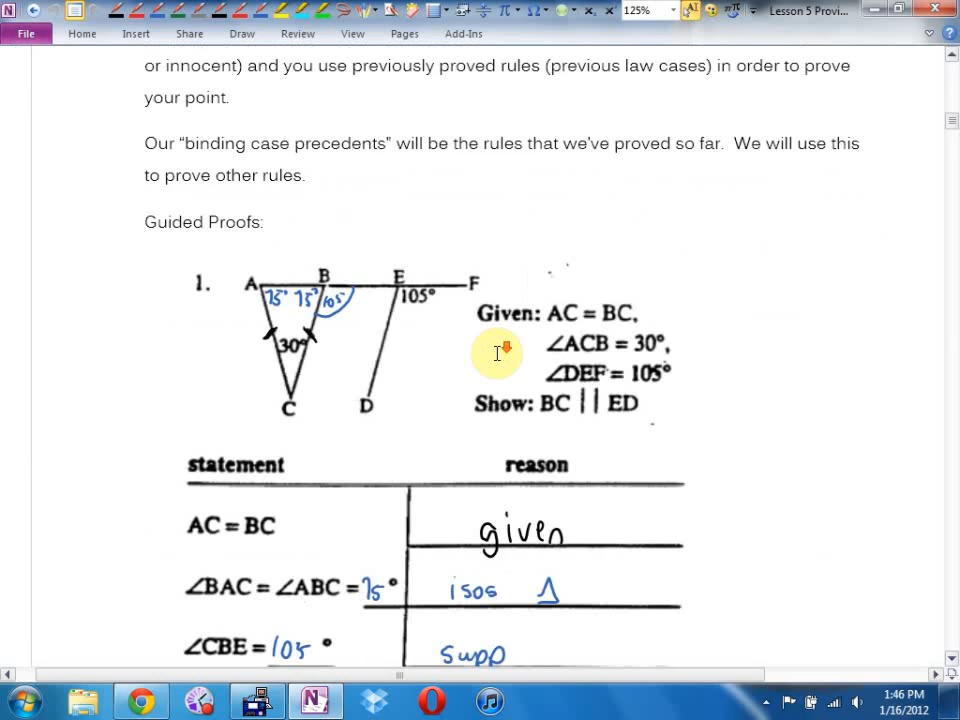 125%
Lesson 5 Provi...
File Home Insert Share Draw Review View Pages Add-Ins
or innocent) and you use previously proved rules (previous law cases) in order to prove
your point.
Our “binding case precedents” will be the rules that we've proved so far. We will use this
to prove other rules.
Guided Proofs:
1. A B E F
75° 75° 105 105°
30°
C D
Given: AC = BC,
∠ACB = 30°,
∠DEF = 105°
Show: BC || ED
statement reason
AC = BC given
∠BAC = ∠ABC = 75° isos Δ
∠CBE = 105° supp
1:46 PM
1/16/2012